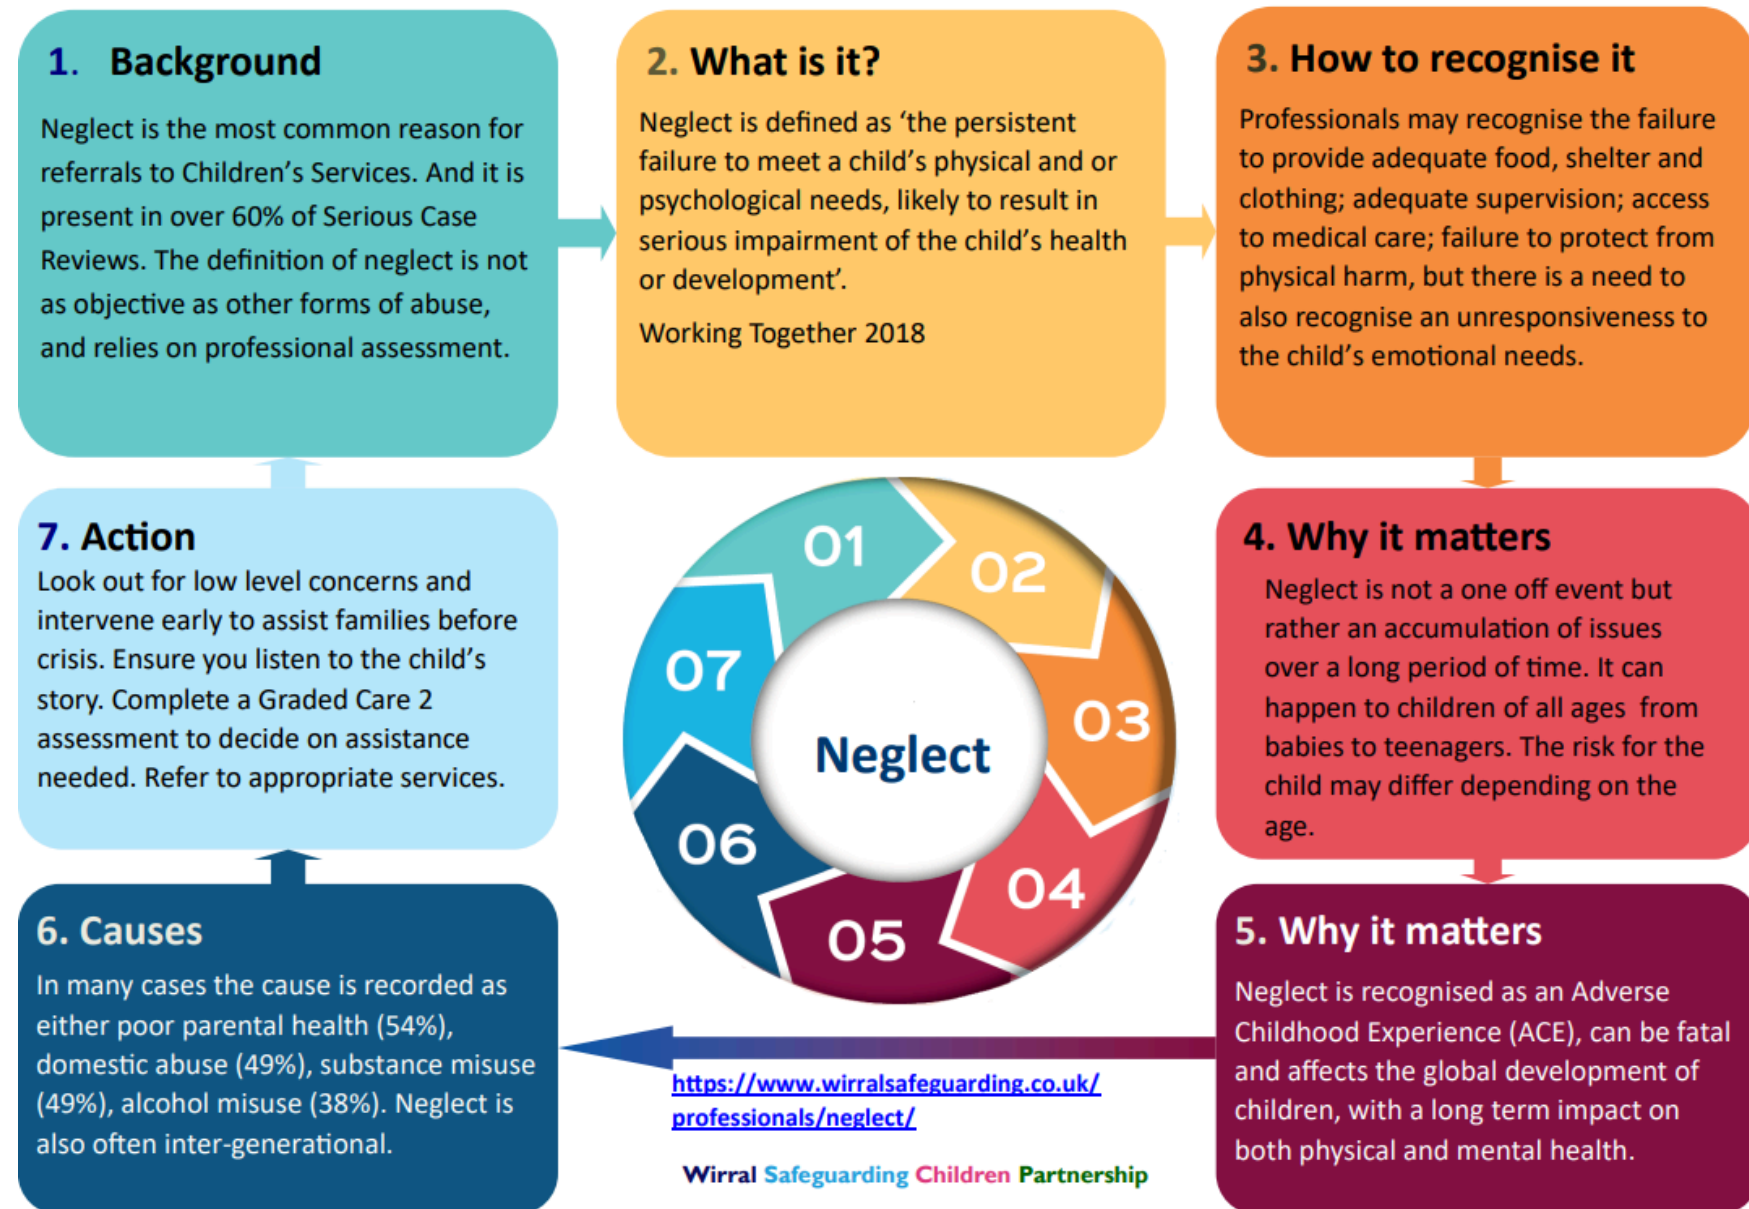 1. Background
Neglect is the most common reason for
referrals to Children's Services. And it is
present in over 60% of Serious Case
Reviews. The definition of neglect is not
as objective as other forms of abuse,
and relies on professional assessment.
2. What is it?
Neglect is defined as ‘the persistent
failure to meet a child’s physical and or
psychological needs, likely to result in
serious impairment of the child’s health
or development’.
Working Together 2018
3. How to recognise it
Professionals may recognise the failure
to provide adequate food, shelter and
clothing; adequate supervision; access
to medical care; failure to protect from
physical harm, but there is a need to
also recognise an unresponsiveness to
the child’s emotional needs.
4. Why it matters
Neglect is not a one off event but
rather an accumulation of issues
over a long period of time. It can
happen to children of all ages from
babies to teenagers. The risk for the
child may differ depending on the
age.
5. Why it matters
Neglect is recognised as an Adverse
Childhood Experience (ACE), can be fatal
and affects the global development of
children, with a long term impact on
both physical and mental health.
6. Causes
In many cases the cause is recorded as
either poor parental health (54%),
domestic abuse (49%), substance misuse
(49%), alcohol misuse (38%). Neglect is
also often inter-generational.
7. Action
Look out for low level concerns and
intervene early to assist families before
crisis. Ensure you listen to the child’s
story. Complete a Graded Care 2
assessment to decide on assistance
needed. Refer to appropriate services.
01
02
03
04
05
06
07
Neglect
https://www.wirralsafeguarding.co.uk/
professionals/neglect/
Wirral Safeguarding Children Partnership